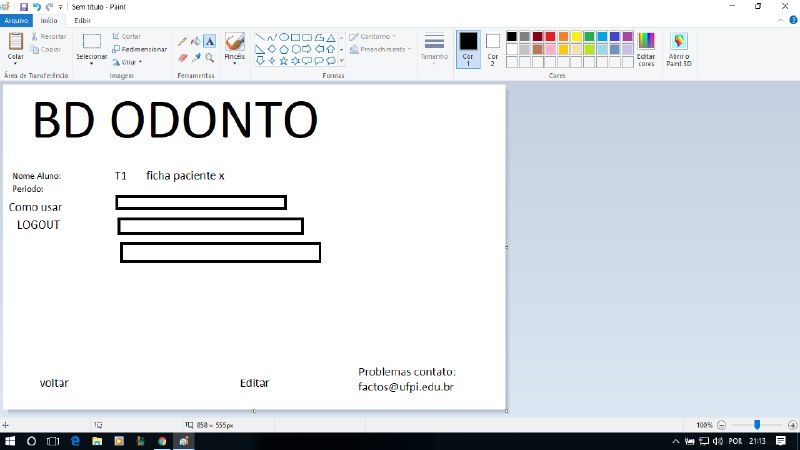 Sem título - Paint
Arquivo Início Exibir
Colar
Recortar
Copiar
Área de Transferência
Selecionar
Cortar
Redimensionar
Girar
Imagem
A
Ferramentas
Pincéis
Formas
Contorno
Preenchimento
Tamanho
Cor 1
Cor 2
Cores
Editar cores
Abrir o Paint 3D
BD ODONTO
Nome Aluno: T1 ficha paciente x
Periodo:
Como usar
LOGOUT
Problemas contato:
factos@ufpi.edu.br
voltar Editar
858 × 555px 100%
POR 21:13